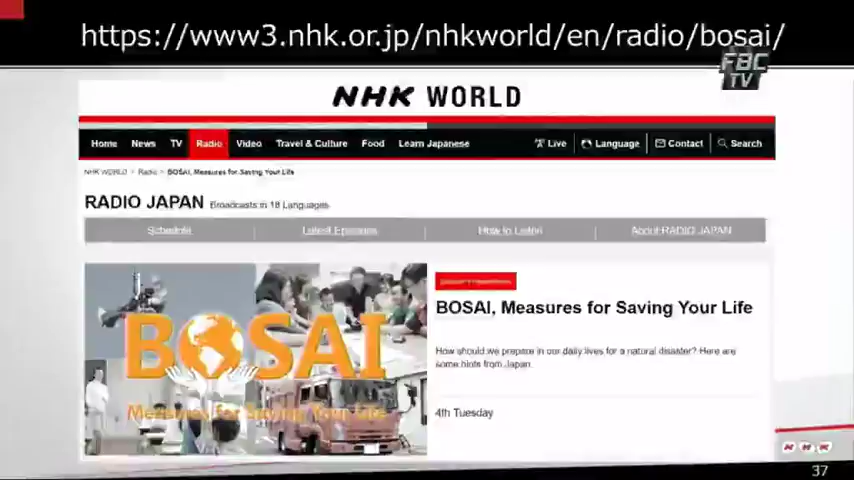 https://www3.nhk.or.jp/nhkworld/en/radio/bosai/
FBC
TV
NHK WORLD
Home News TV Radio Video Travel & Culture Food Learn Japanese Live Language Contact Search
NHK WORLD > Radio > BOSAI, Measures for Saving Your Life
RADIO JAPAN Broadcasts in 18 Languages
Schedule Latest Episodes How to Listen About RADIO JAPAN
BOSAI
Measures for Saving Your Life
BOSAI, Measures for Saving Your Life
How should we prepare in our daily lives for a natural disaster? Here are
some hints from Japan.
4th Tuesday
NHK
37